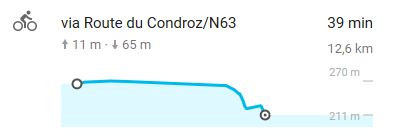 via Route du Condroz/N63 39 min
↑ 11 m · ↓ 65 m 12,6 km
270 m
211 m